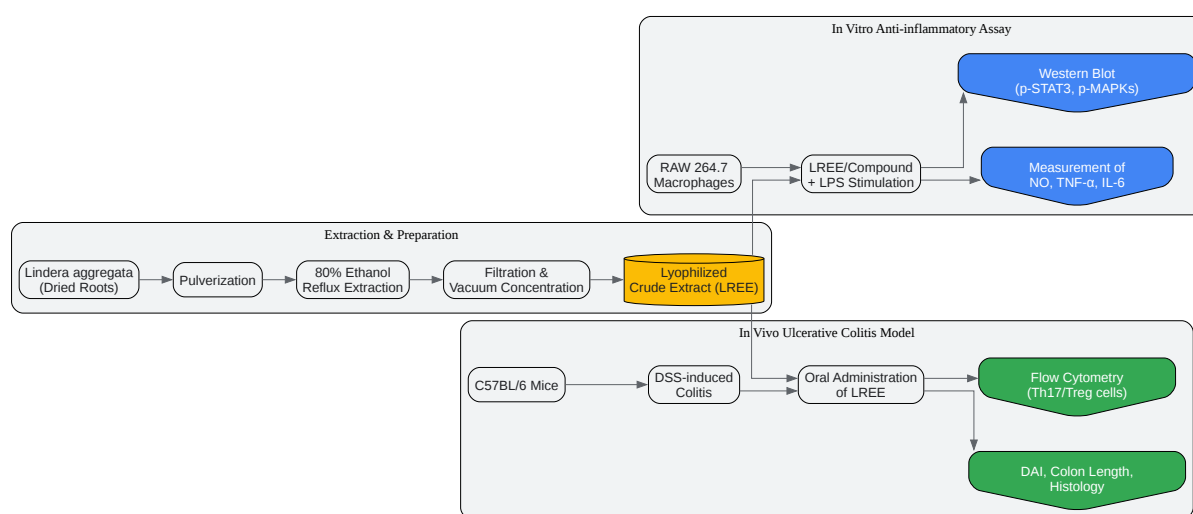 In Vitro Anti-inflammatory Assay
Western Blot
(p-STAT3, p-MAPKs)
RAW 264.7
Macrophages
LREE/Compound
+ LPS Stimulation
Measurement of
NO, TNF-α, IL-6
Extraction & Preparation
Lindera aggregata
(Dried Roots)
Pulverization
80% Ethanol
Reflux Extraction
Filtration &
Vacuum Concentration
Lyophilized
Crude Extract (LREE)
In Vivo Ulcerative Colitis Model
C57BL/6 Mice
DSS-induced
Colitis
Oral Administration
of LREE
Flow Cytometry
(Th17/Treg cells)
DAI, Colon Length,
Histology